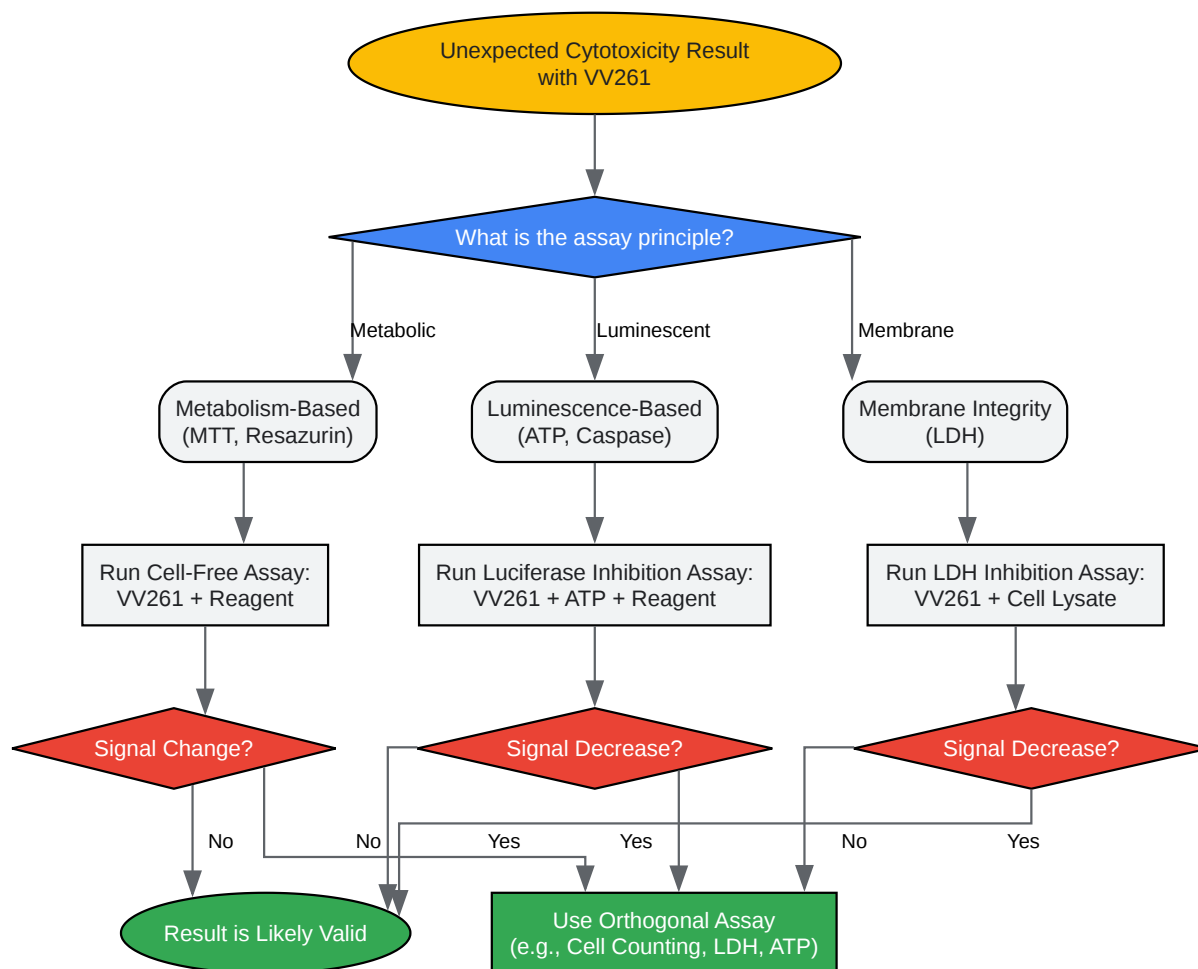 Unexpected Cytotoxicity Result
with VV261
What is the assay principle?
Metabolic
Luminescent
Membrane
Metabolism-Based
(MTT, Resazurin)
Luminescence-Based
(ATP, Caspase)
Membrane Integrity
(LDH)
Run Cell-Free Assay:
VV261 + Reagent
Run Luciferase Inhibition Assay:
VV261 + ATP + Reagent
Run LDH Inhibition Assay:
VV261 + Cell Lysate
Signal Change?
Signal Decrease?
Signal Decrease?
No
No
Yes
Yes
No
Yes
Result is Likely Valid
Use Orthogonal Assay
(e.g., Cell Counting, LDH, ATP)